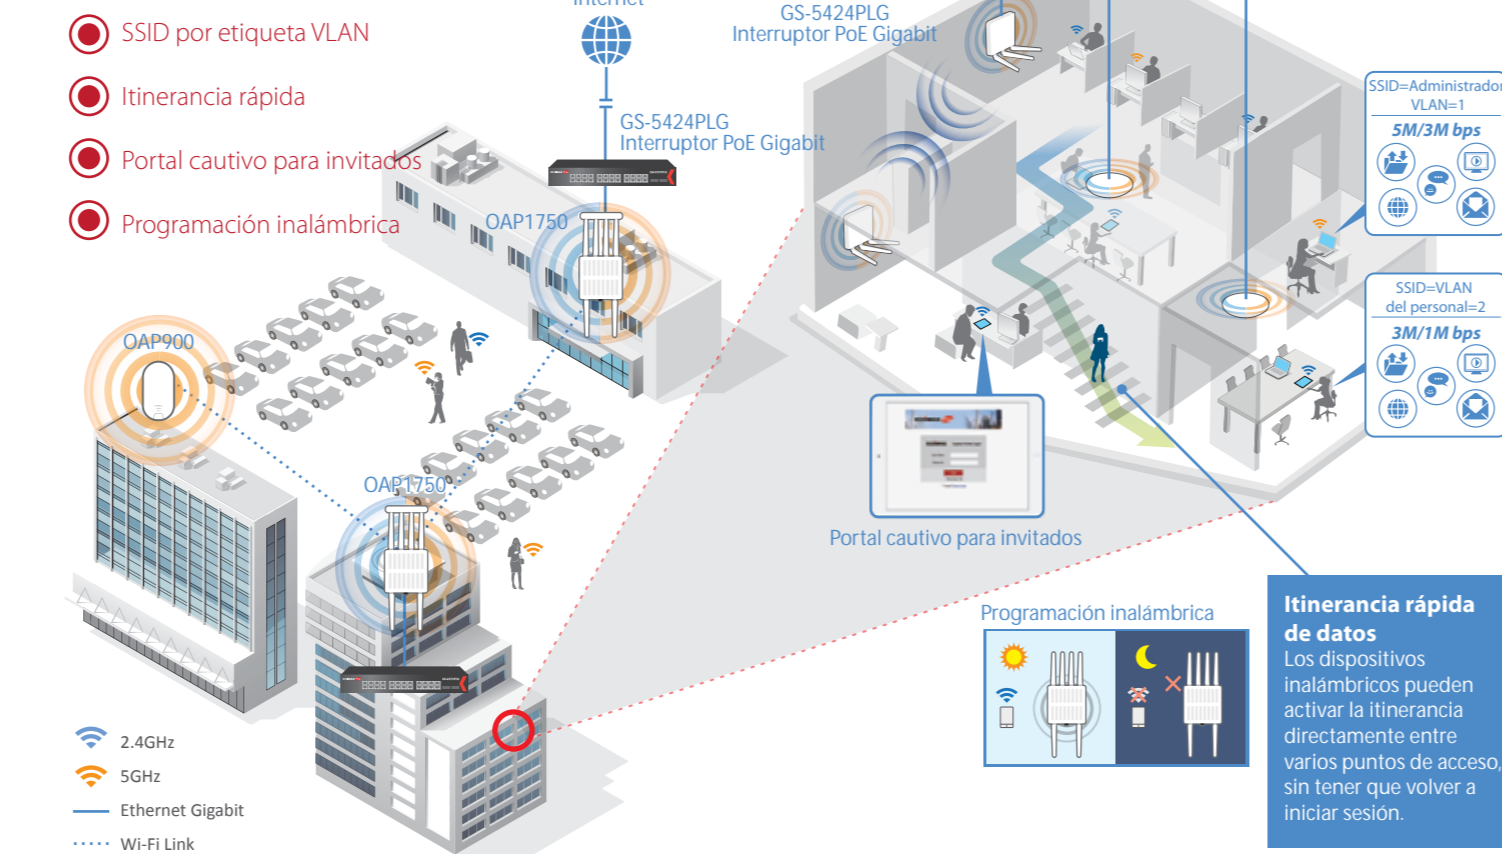 SSID por etiqueta VLAN
Itinerancia rápida
Portal cautivo para invitados
Programación inalámbrica
Internet
GS-5424PLG
Interruptor PoE Gigabit
OAP1750
OAP900
OAP1750
2.4GHz
5GHz
Ethernet Gigabit
Wi-Fi Link
GS-5424PLG
Interruptor PoE Gigabit
SSID=Administrador
VLAN=1
5M/3M bps
SSID=VLAN
del personal=2
3M/1M bps
Portal cautivo para invitados
Programación inalámbrica
Itinerancia rápida
de datos
Los dispositivos
inalámbricos pueden
activar la itinerancia
directamente entre
varios puntos de acceso,
sin tener que volver a
iniciar sesión.